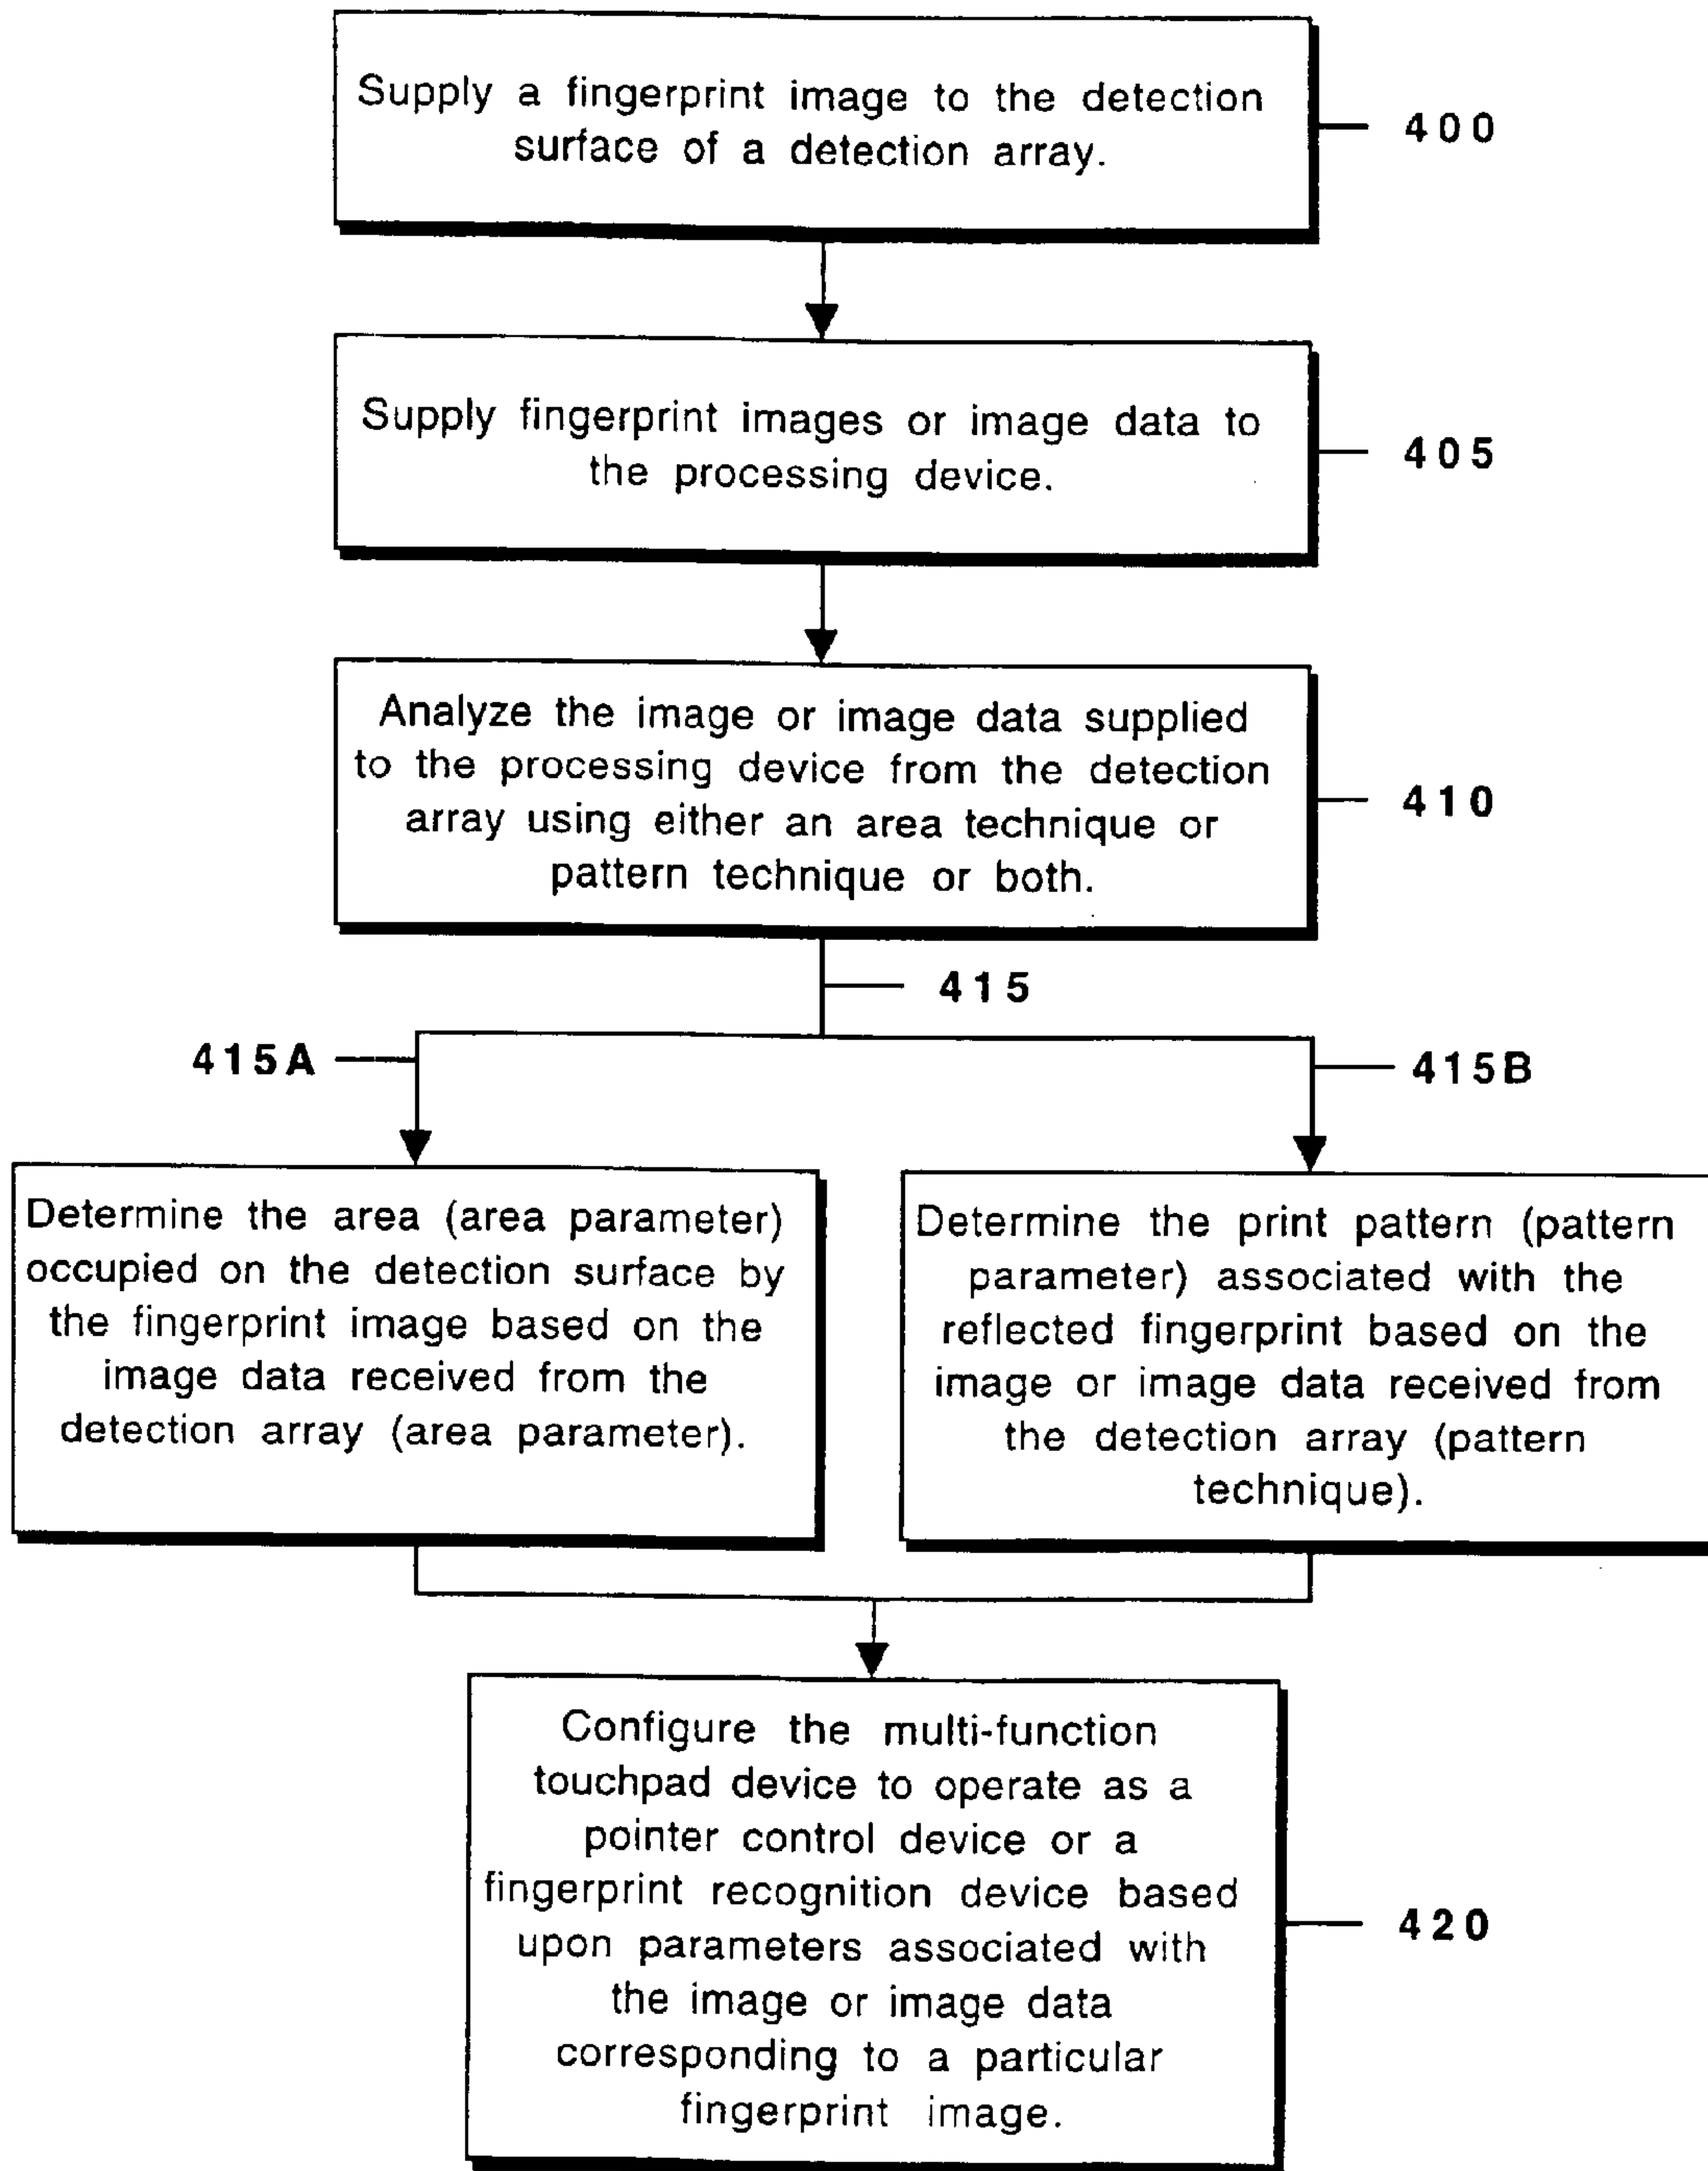 Supply a fingerprint image to the detection
surface of a detection array.
400
Supply fingerprint images or image data to
the processing device.
405
Analyze the image or image data supplied
to the processing device from the detection
array using either an area technique or
pattern technique or both.
410
415
415A
415B
Determine the area (area parameter)
occupied on the detection surface by
the fingerprint image based on the
image data received from the
detection array (area parameter).
Determine the print pattern (pattern
parameter) associated with the
reflected fingerprint based on the
image or image data received from
the detection array (pattern
technique).
Configure the multi-function
touchpad device to operate as a
pointer control device or a
fingerprint recognition device based
upon parameters associated with
the image or image data
corresponding to a particular
fingerprint image.
420